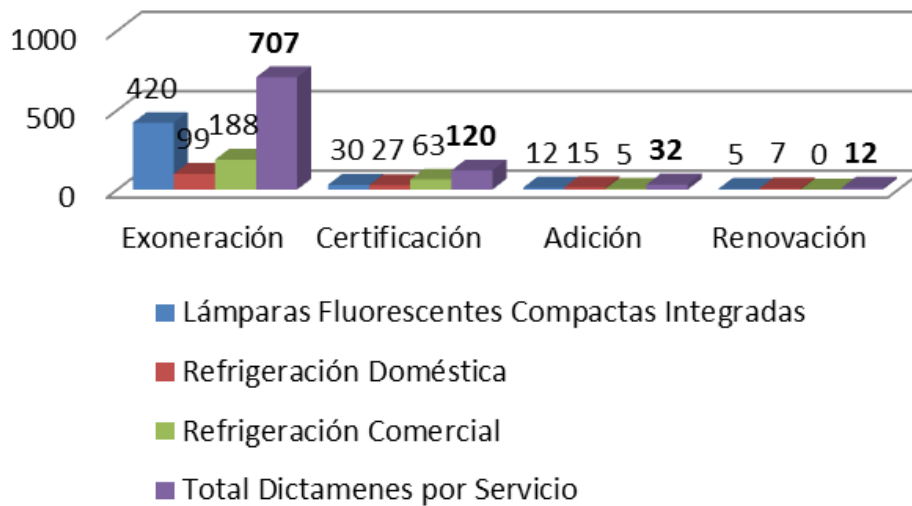 1000
500
0
420 99 188 707
30 27 63 120
12 15 5 32
5 7 0 12
Exoneración Certificación Adición Renovación
Lámparas Fluorescentes Compactas Integradas
Refrigeración Doméstica
Refrigeración Comercial
Total Dictamenes por Servicio